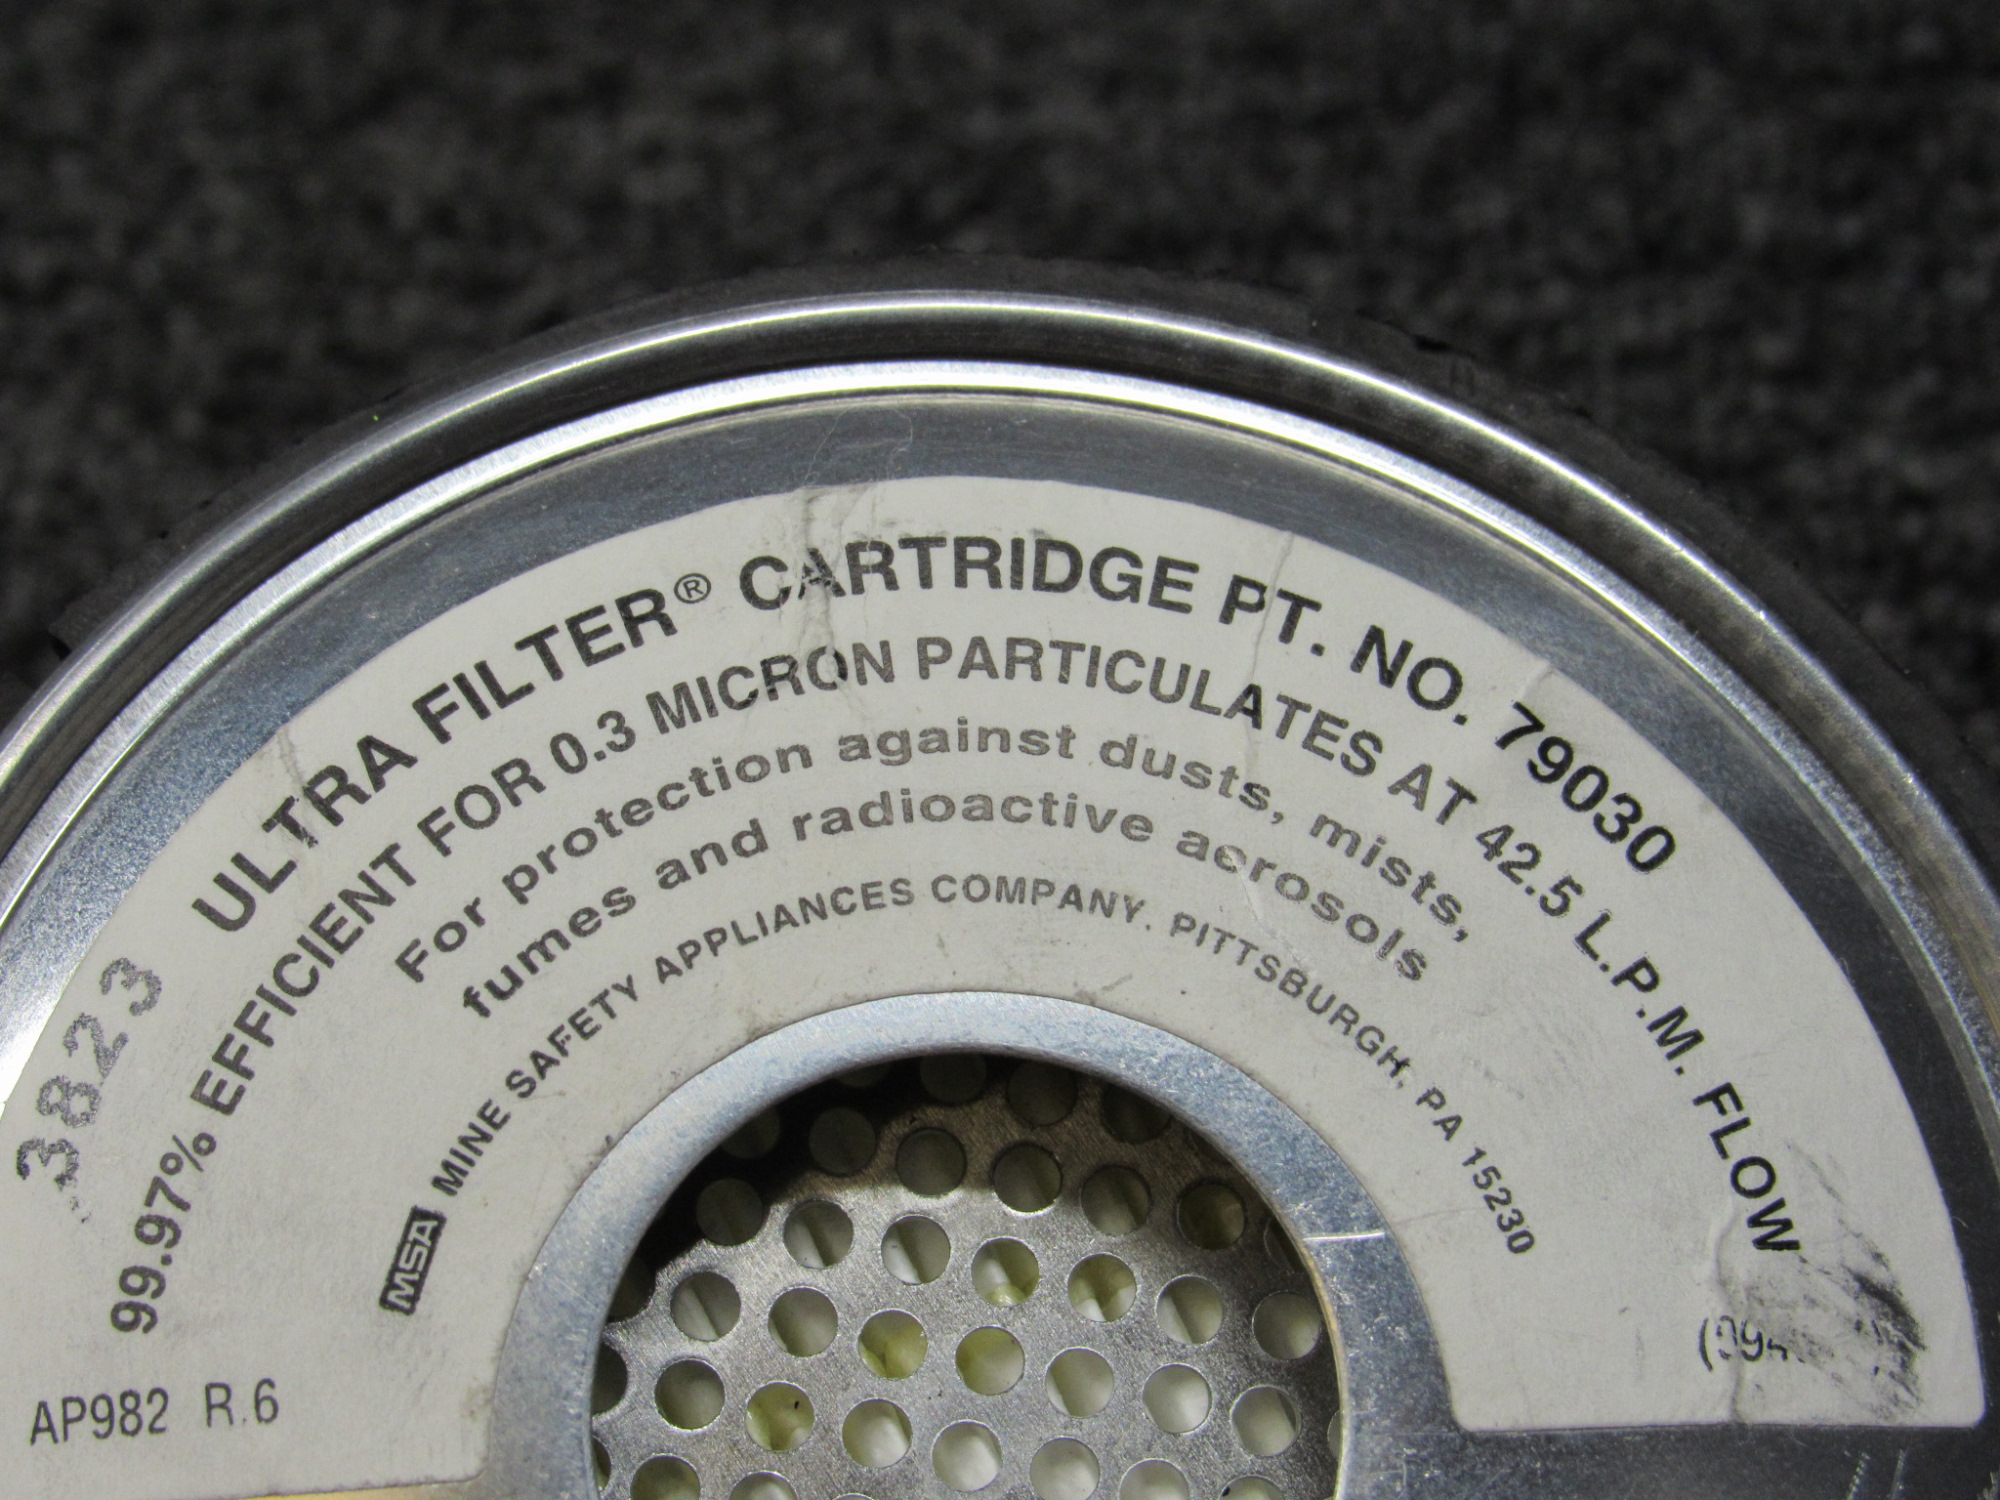 ULTRA FILTER® CARTRIDGE PT. NO. 79030
99.97% EFFICIENT FOR 0.3 MICRON PARTICULATES AT 42.5 L.P.M. FLOW
For protection against dusts, mists,
fumes and radioactive aerosols
MSA MINE SAFETY APPLIANCES COMPANY, PITTSBURGH, PA 15230
3823
AP982 R.6